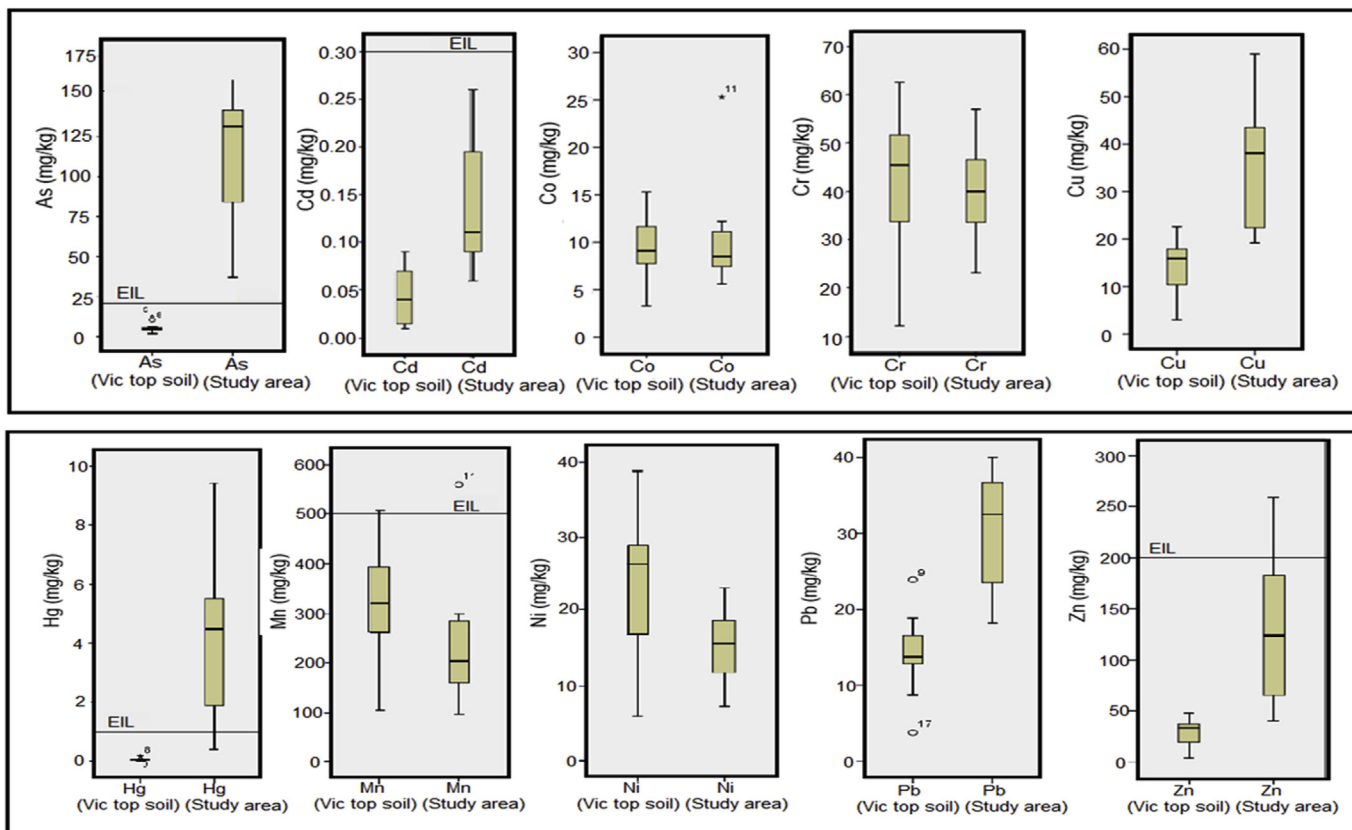 As (mg/kg)
175
150
125
100
75
50
25
0
EIL
As As
(Vic top soil) (Study area)
Cd (mg/kg)
0.30
0.20
0.20
0.15
0.10
0.05
0.00
EIL
Cd Cd
(Vic top soil) (Study area)
Co (mg/kg)
30
25
20
15
10
5
0
11
Co Co
(Vic top soil) (Study area)
Cr (mg/kg)
70
60
50
40
30
20
10
Cr Cr
(Vic top soil) (Study area)
Cu (mg/kg)
60
50
40
30
20
10
0
Cu Cu
(Vic top soil) (Study area)
Hg (mg/kg)
10
8
6
4
2
0
EIL
8
Hg Hg
(Vic top soil) (Study area)
Mn (mg/kg)
600
500
400
300
200
100
0
EIL
Mn Mn
(Vic top soil) (Study area)
Ni (mg/kg)
40
30
20
10
0
Ni Ni
(Vic top soil) (Study area)
Pb (mg/kg)
40
30
20
10
0
9
17
Pb Pb
(Vic top soil) (Study area)
Zn (mg/kg)
300
250
200
150
100
50
0
EIL
Zn Zn
(Vic top soil) (Study area)